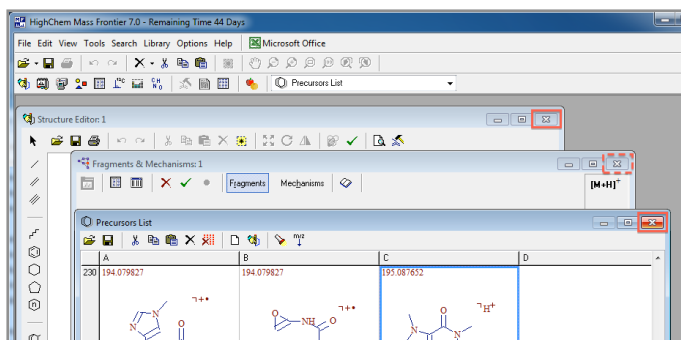 HighChem Mass Frontier 7.0 - Remaining Time 44 Days
File Edit View Tools Search Library Options Help Microsoft Office
Precursors List
Structure Editor: 1
Fragments & Mechanisms: 1
Fragments Mechanisms
[M+H]+
Precursors List
m/z
A B C D
230 194.079827 194.079827 195.087652
N O O NH O H+ O
N N N